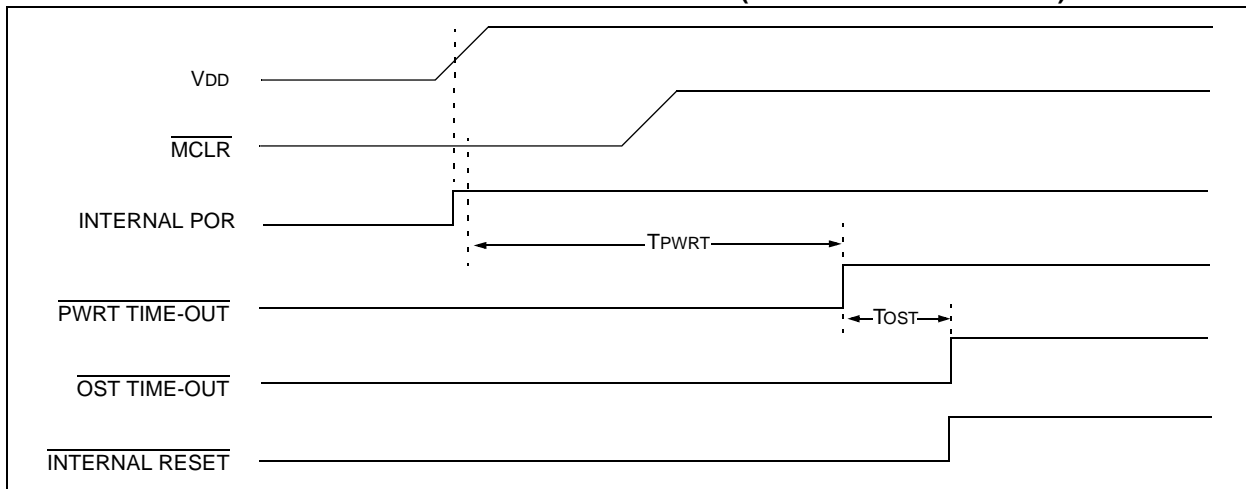 VDD
MCLR
INTERNAL POR
TPWRT
PWRT TIME-OUT
TOST
OST TIME-OUT
INTERNAL RESET